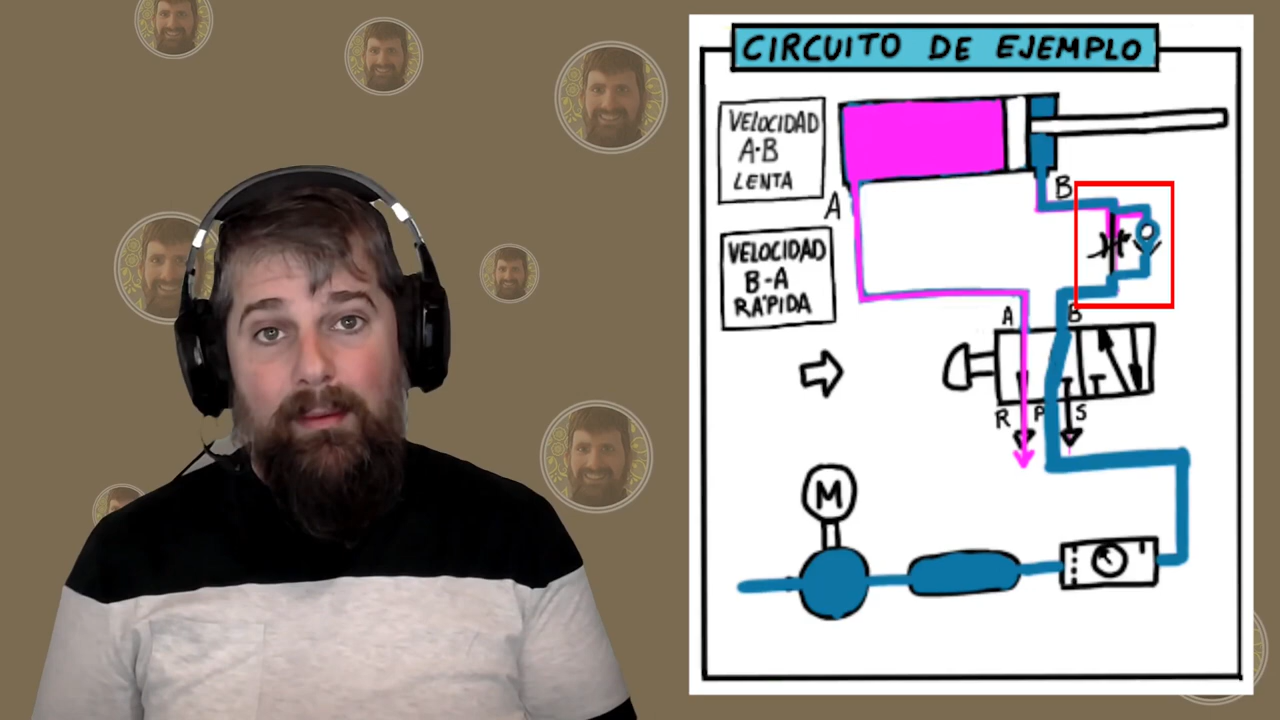 CIRCUITO DE EJEMPLO
VELOCIDAD
A-B
LENTA
A
B
VELOCIDAD
B-A
RÁPIDA
A
B
R
P
S
M